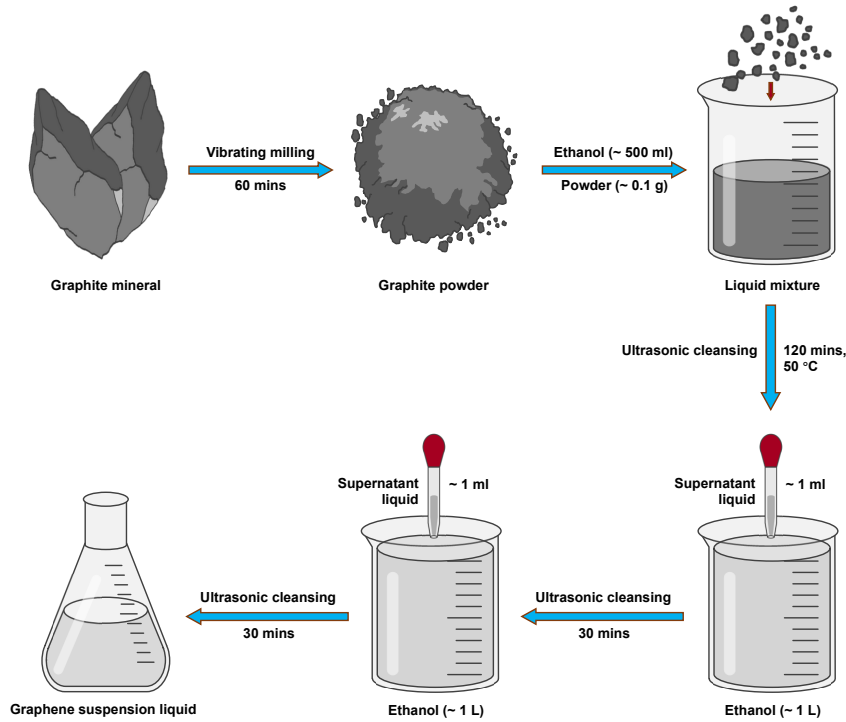 Vibrating milling
60 mins
Ethanol (~ 500 ml)
Powder (~ 0.1 g)
Graphite mineral
Graphite powder
Liquid mixture
Ultrasonic cleansing
120 mins,
50 °C
Supernatant
liquid
~ 1 ml
Supernatant
liquid
~ 1 ml
Ultrasonic cleansing
30 mins
Ultrasonic cleansing
30 mins
Graphene suspension liquid
Ethanol (~ 1 L)
Ethanol (~ 1 L)